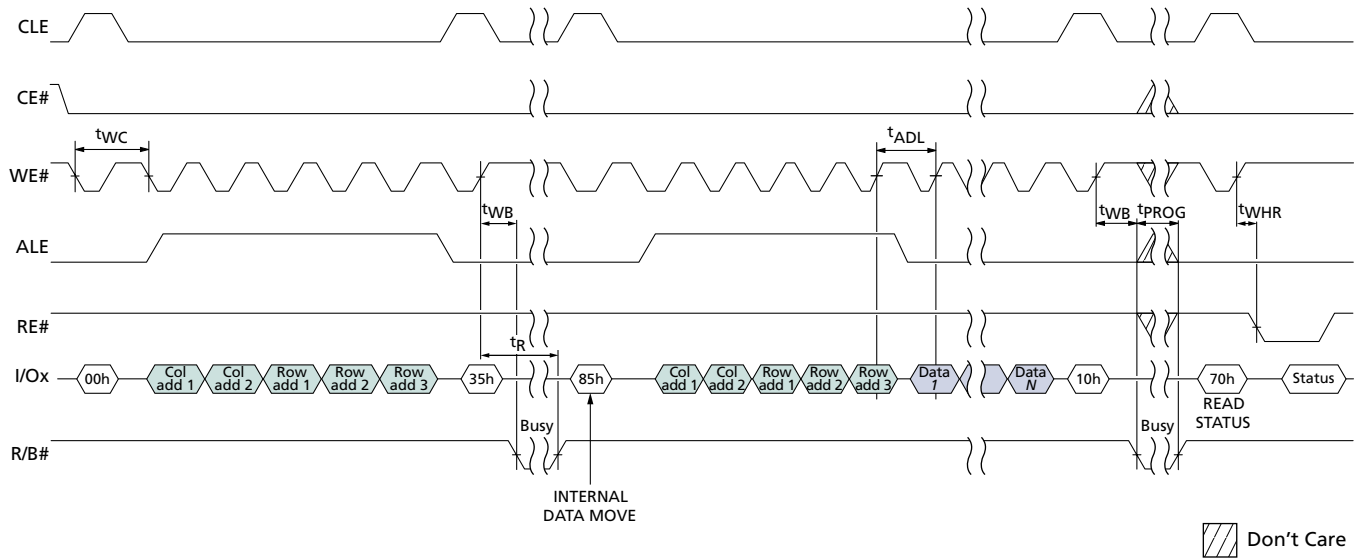 CLE
CE#
tWC
tADL
WE#
tWB
tWB
tPROG
tWHR
ALE
RE#
tR
I/Ox
00h
Col add 1
Col add 2
Row add 1
Row add 2
Row add 3
35h
85h
Col add 1
Col add 2
Row add 1
Row add 2
Row add 3
Data 1
Data N
10h
70h
Status
READ STATUS
Busy
Busy
R/B#
INTERNAL
DATA MOVE
Don't Care